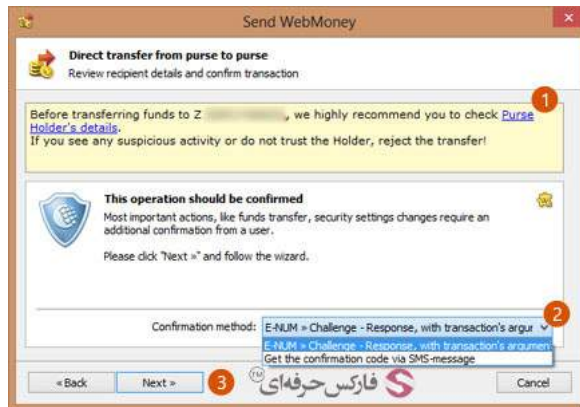 Send WebMoney
Direct transfer from purse to purse
Review recipient details and confirm transaction
1
Before transferring funds to Z , we highly recommend you to check Purse
Holder's details.
If you see any suspicious activity or do not trust the Holder, reject the transfer!
This operation should be confirmed
Most important actions, like funds transfer, security settings changes require an
additional confirmation from a user.
Please click "Next »" and follow the wizard.
2
Confirmation method: E-NUM » Challenge - Response, with transaction's argur
E-NUM » Challenge - Response, with transaction's argumen
Get the confirmation code via SMS-message
« Back Next » 3 فارکس حرفه‌ای TM Cancel